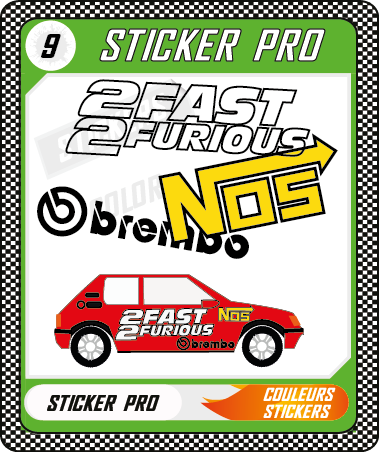 9
STICKER PRO
2FAST
2FURIOUS
NOS
brembo
2FAST
2FURIOUS
NOS
brembo
STICKER PRO
COULEURS
STICKERS